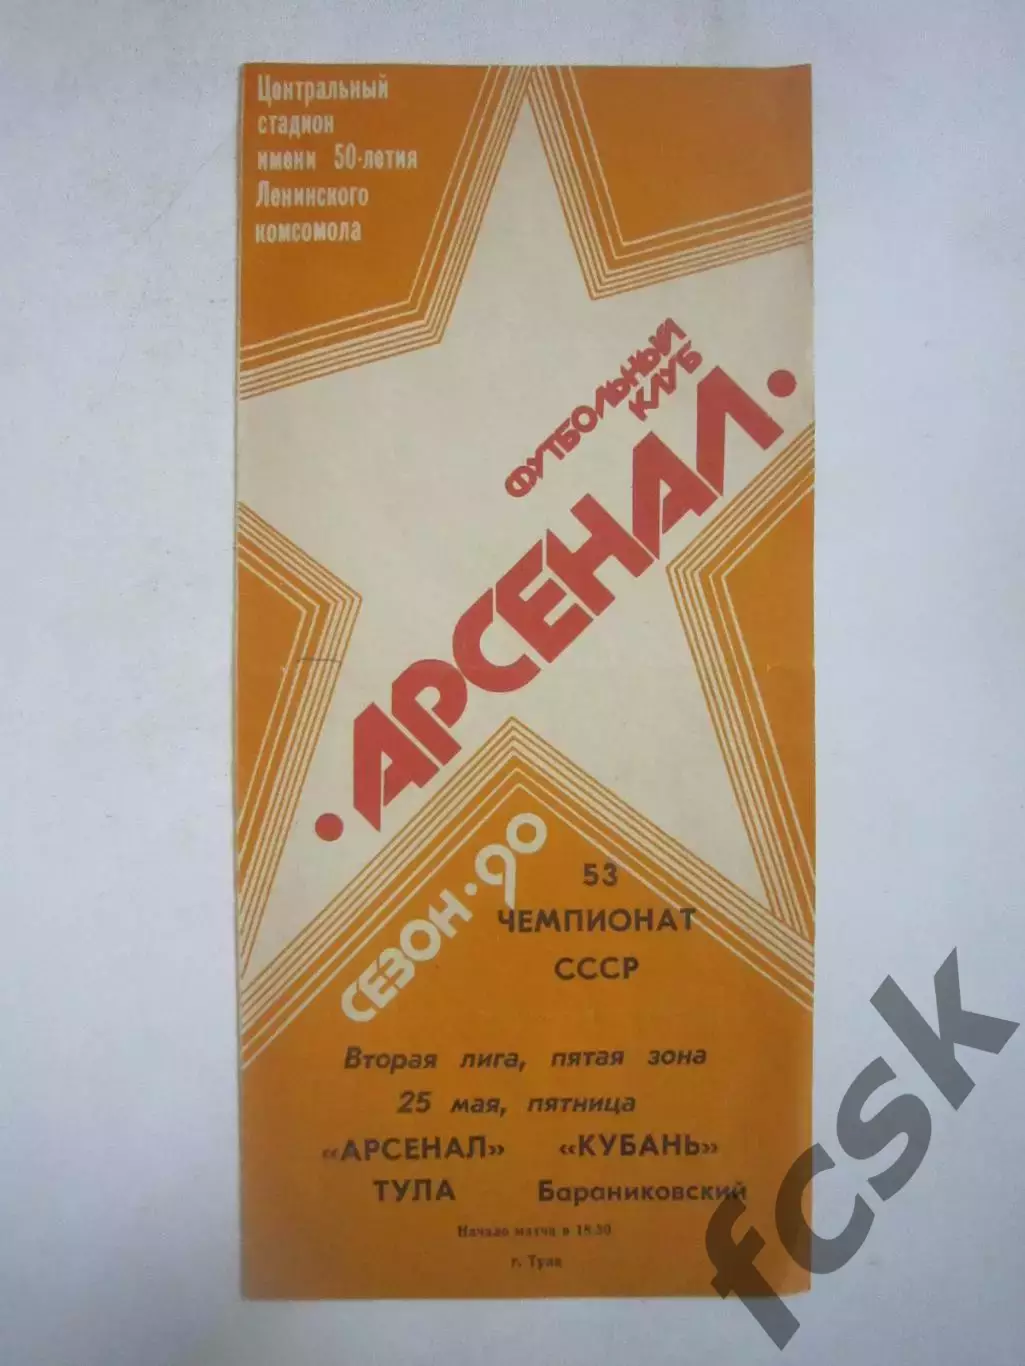 Центральный
стадион
имени 50-летия
Ленинского
комсомола
ФУТБОЛЬНЫЙ
КЛУБ
•АРСЕНАЛ•
СЕЗОН•90
53
ЧЕМПИОНАТ
СССР
Вторая лига, пятая зона
25 мая, пятница
«АРСЕНАЛ» «КУБАНЬ»
ТУЛА Бараниковский
Начало матча в 18.30
г. Тула
fcsk